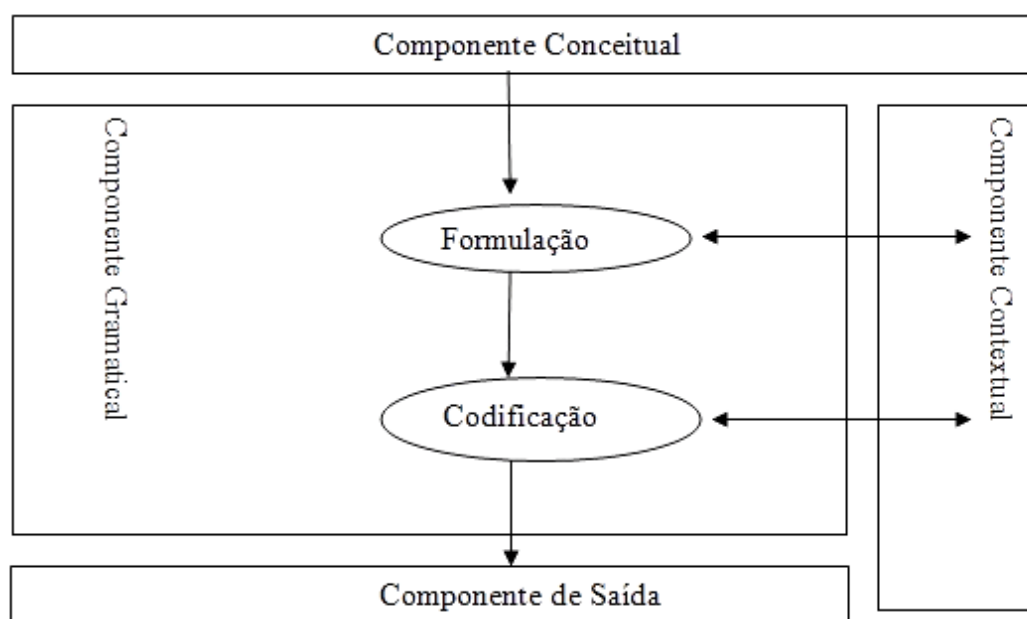 Componente Conceitual
Componente Gramatical
Formulação
Codificação
Componente Contextual
Componente de Saída